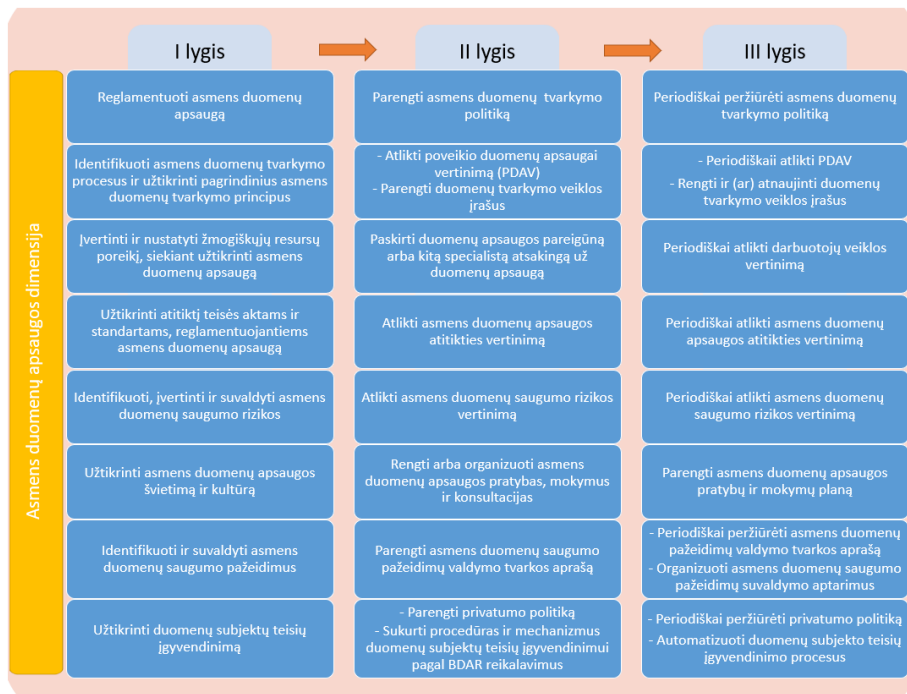 I lygis
II lygis
III lygis
Asmens duomenų apsaugos dimensija
Reglamentuoti asmens duomenų
apsaugą
Parengti asmens duomenų tvarkymo
politiką
Periodiškai peržiūrėti asmens duomenų
tvarkymo politiką
Identifikuoti asmens duomenų tvarkymo
procesus ir užtikrinti pagrindinius asmens
duomenų tvarkymo principus
- Atlikti poveikio duomenų apsaugai
vertinimą (PDAV)
- Parengti duomenų tvarkymo veiklos
įrašus
- Periodiškaii atlikti PDAV
- Rengti ir (ar) atnaujinti duomenų
tvarkymo veiklos įrašus
Įvertinti ir nustatyti žmogiškųjų resursų
poreikį, siekiant užtikrinti asmens
duomenų apsaugą
Paskirti duomenų apsaugos pareigūną
arba kitą specialistą atsakingą už
duomenų apsaugą
Periodiškai atlikti darbuotojų veiklos
vertinimą
Užtikrinti atitiktį teisės aktams ir
standartams, reglamentuojantiems
asmens duomenų apsaugą
Atlikti asmens duomenų apsaugos
atitikties vertinimą
Periodiškai atlikti asmens duomenų
apsaugos atitikties vertinimą
Identifikuoti, įvertinti ir suvaldyti asmens
duomenų saugumo rizikos
Atlikti asmens duomenų saugumo rizikos
vertinimą
Periodiškai atlikti asmens duomenų
saugumo rizikos vertinimą
Užtikrinti asmens duomenų apsaugos
švietimą ir kultūrą
Rengti arba organizuoti asmens
duomenų apsaugos pratybas, mokymus
ir konsultacijas
Parengti asmens duomenų apsaugos
pratybų ir mokymų planą
Identifikuoti ir suvaldyti asmens
duomenų saugumo pažeidimus
Parengti asmens duomenų saugumo
pažeidimų valdymo tvarkos aprašą
- Periodiškai peržiūrėti asmens duomenų
pažeidimų valdymo tvarkos aprašą
- Organizuoti asmens duomenų saugumo
pažeidimų suvaldymo aptarimus
Užtikrinti duomenų subjektų teisių
įgyvendinimą
- Parengti privatumo politiką
- Sukurti procedūras ir mechanizmus
duomenų subjektų teisių įgyvendinimui
pagal BDAR reikalavimus
- Periodiškai peržiūrėti privatumo politiką
- Automatizuoti duomenų subjekto teisių
įgyvendinimo procesus